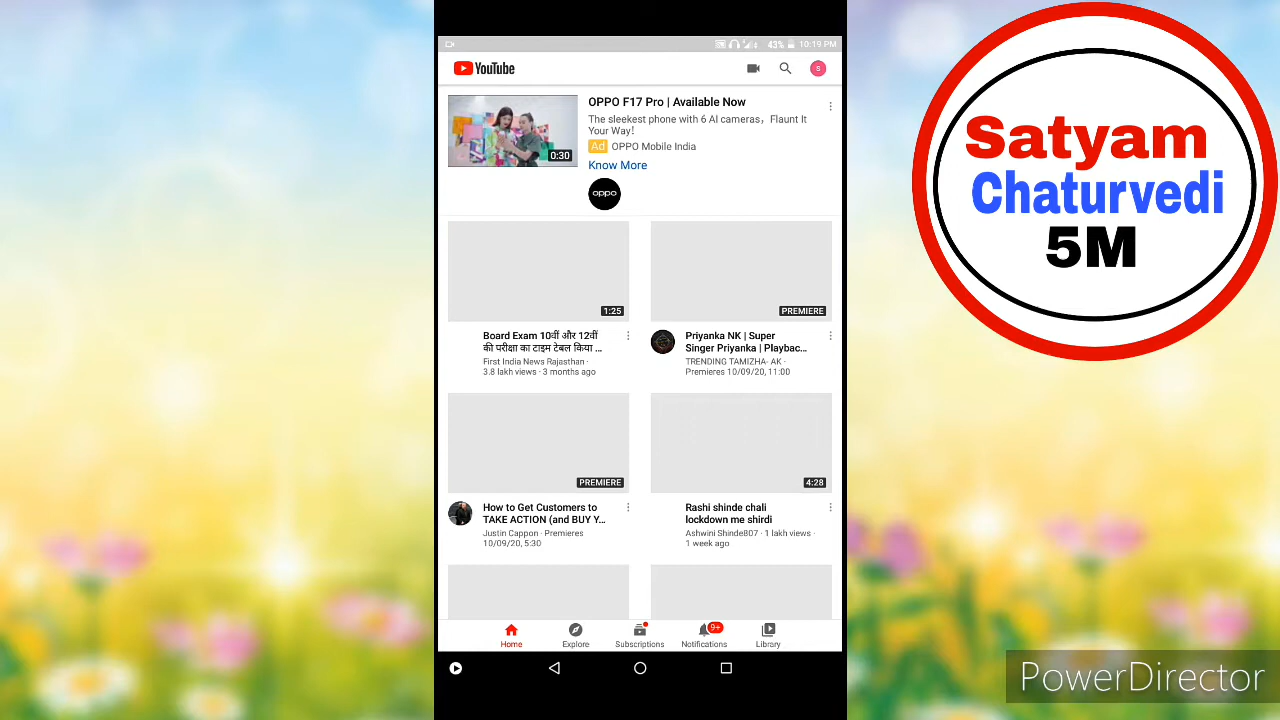 43% 10:19 PM
YouTube
S
OPPO F17 Pro | Available Now
The sleekest phone with 6 AI cameras，Flaunt It
Your Way!
Ad OPPO Mobile India
0:30
Know More
oppo
1:25
PREMIERE
Board Exam 10वीं और 12वीं
की परीक्षा का टाइम टेबल किया ...
First India News Rajasthan ·
3.8 lakh views · 3 months ago
Priyanka NK | Super
Singer Priyanka | Playbac...
TRENDING TAMIZHA- AK ·
Premieres 10/09/20, 11:00
PREMIERE
4:28
How to Get Customers to
TAKE ACTION (and BUY Y...
Justin Cappon · Premieres
10/09/20, 5:30
Rashi shinde chali
lockdown me shirdi
Ashwini Shinde807 · 1 lakh views ·
1 week ago
9+
Home Explore Subscriptions Notifications Library
Satyam
Chaturvedi
5M
PowerDirector